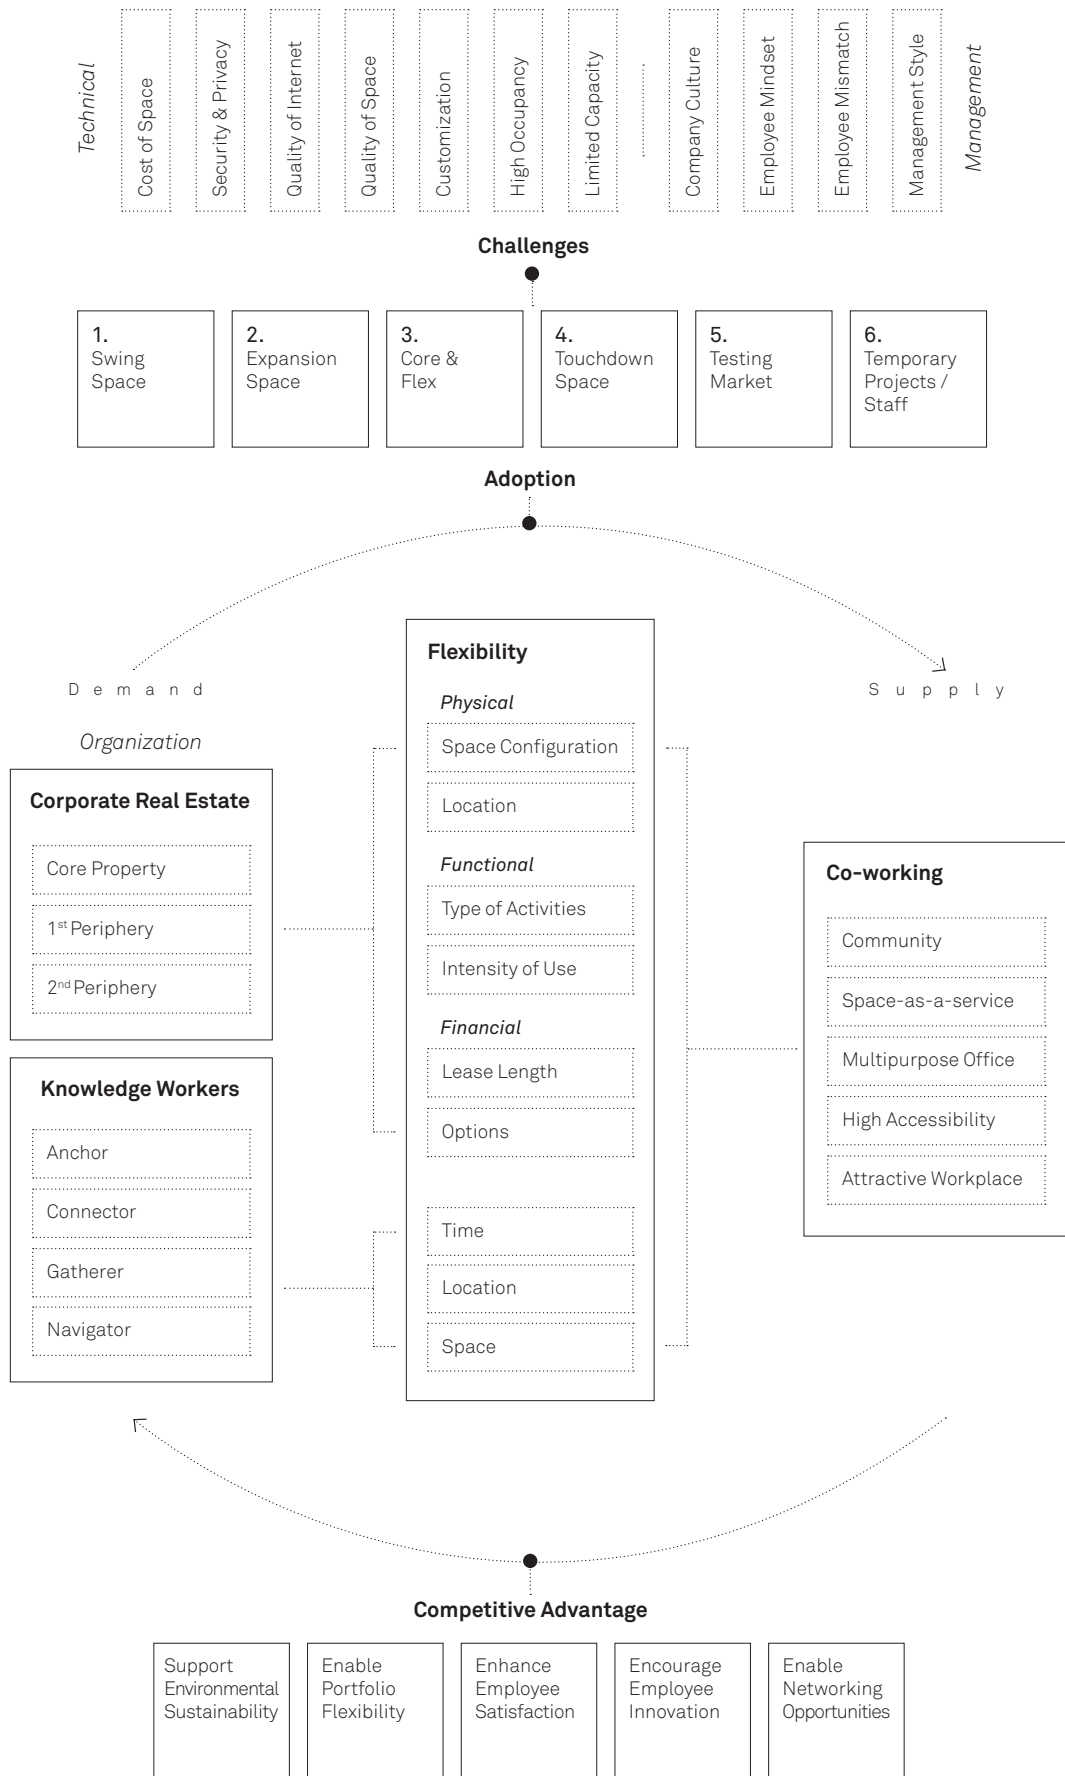 Technical
Cost of Space
Security & Privacy
Quality of Internet
Quality of Space
Customization
High Occupancy
Limited Capacity
Company Culture
Employee Mindset
Employee Mismatch
Management Style
Management
Challenges
1.
Swing
Space
2.
Expansion
Space
3.
Core &
Flex
4.
Touchdown
Space
5.
Testing
Market
6.
Temporary
Projects /
Staff
Adoption
Demand
Supply
Organization
Corporate Real Estate
Core Property
1st Periphery
2nd Periphery
Knowledge Workers
Anchor
Connector
Gatherer
Navigator
Flexibility
Physical
Space Configuration
Location
Functional
Type of Activities
Intensity of Use
Financial
Lease Length
Options
Time
Location
Space
Co-working
Community
Space-as-a-service
Multipurpose Office
High Accessibility
Attractive Workplace
Competitive Advantage
Support
Environmental
Sustainability
Enable
Portfolio
Flexibility
Enhance
Employee
Satisfaction
Encourage
Employee
Innovation
Enable
Networking
Opportunities